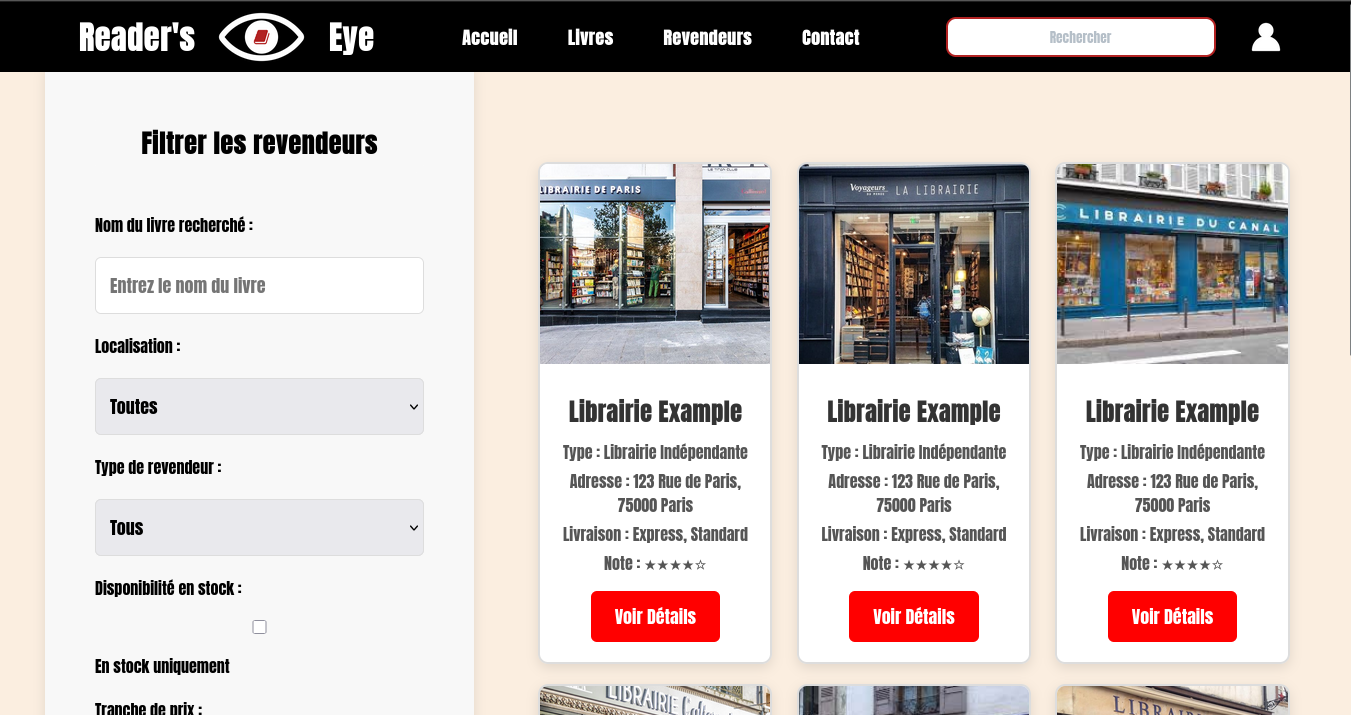 Reader's Eye
Accueil
Livres
Revendeurs
Contact
Rechercher
Filtrer les revendeurs
Nom du livre recherché :
Entrez le nom du livre
Localisation :
Toutes
Type de revendeur :
Tous
Disponibilité en stock :
En stock uniquement
Tranche de prix :
LIBRAIRIE DE PARIS
Librairie Example
Type : Librairie Indépendante
Adresse : 123 Rue de Paris,
75000 Paris
Livraison : Express, Standard
Note : ★★★★☆
Voir Détails
Voyageurs
LA LIBRAIRIE
Librairie Example
Type : Librairie Indépendante
Adresse : 123 Rue de Paris,
75000 Paris
Livraison : Express, Standard
Note : ★★★★☆
Voir Détails
LIBRAIRIE DU CANAL
Librairie Example
Type : Librairie Indépendante
Adresse : 123 Rue de Paris,
75000 Paris
Livraison : Express, Standard
Note : ★★★★☆
Voir Détails
LIBRAIRIE
LIBRAIRIE